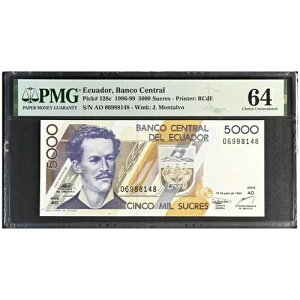 PMG
PAPER MONEY GUARANTY
Ecuador, Banco Central
Pick# 128c 1996-99 5000 Sucres - Printer: BCdE
S/N AO 06988148 - Wmk: J. Montalvo
64
Choice Uncirculated
BANCO CENTRAL
DEL ECUADOR
5000
06988148
5000
06988148
SERIE
AO
CINCO MIL SUCRES